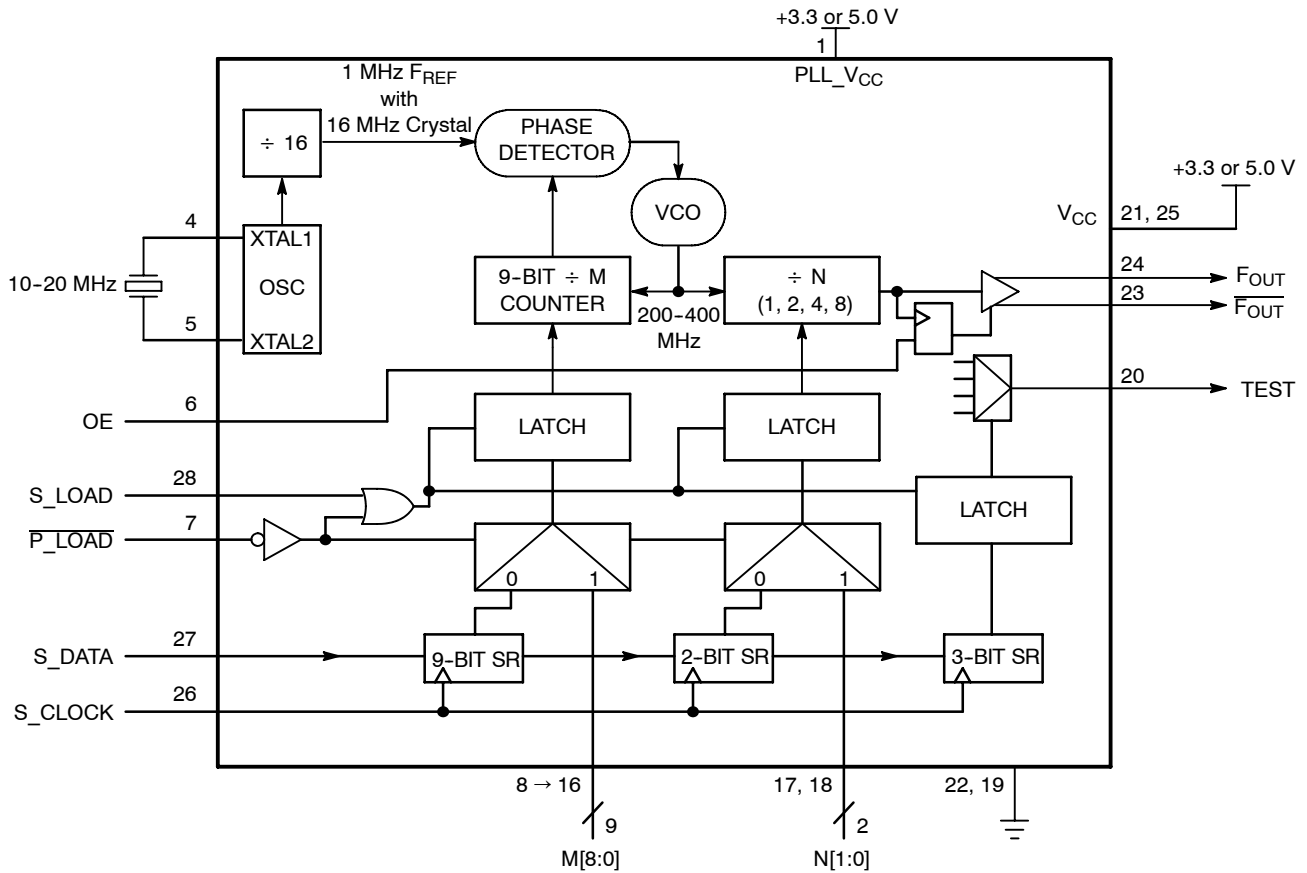 +3.3 or 5.0 V
1
PLL_VCC
1 MHz FREF
with
16 MHz Crystal
÷ 16
PHASE
DETECTOR
VCO
+3.3 or 5.0 V
VCC
21, 25
4
XTAL1
10-20 MHz
OSC
5
XTAL2
9-BIT ÷ M
COUNTER
200-400
MHz
÷ N
(1, 2, 4, 8)
24
FOUT
23
FOUT
20
TEST
6
OE
LATCH
LATCH
28
S_LOAD
7
P_LOAD
LATCH
0
1
0
1
27
S_DATA
9-BIT SR
2-BIT SR
3-BIT SR
26
S_CLOCK
8 → 16
17, 18
22, 19
9
2
M[8:0]
N[1:0]